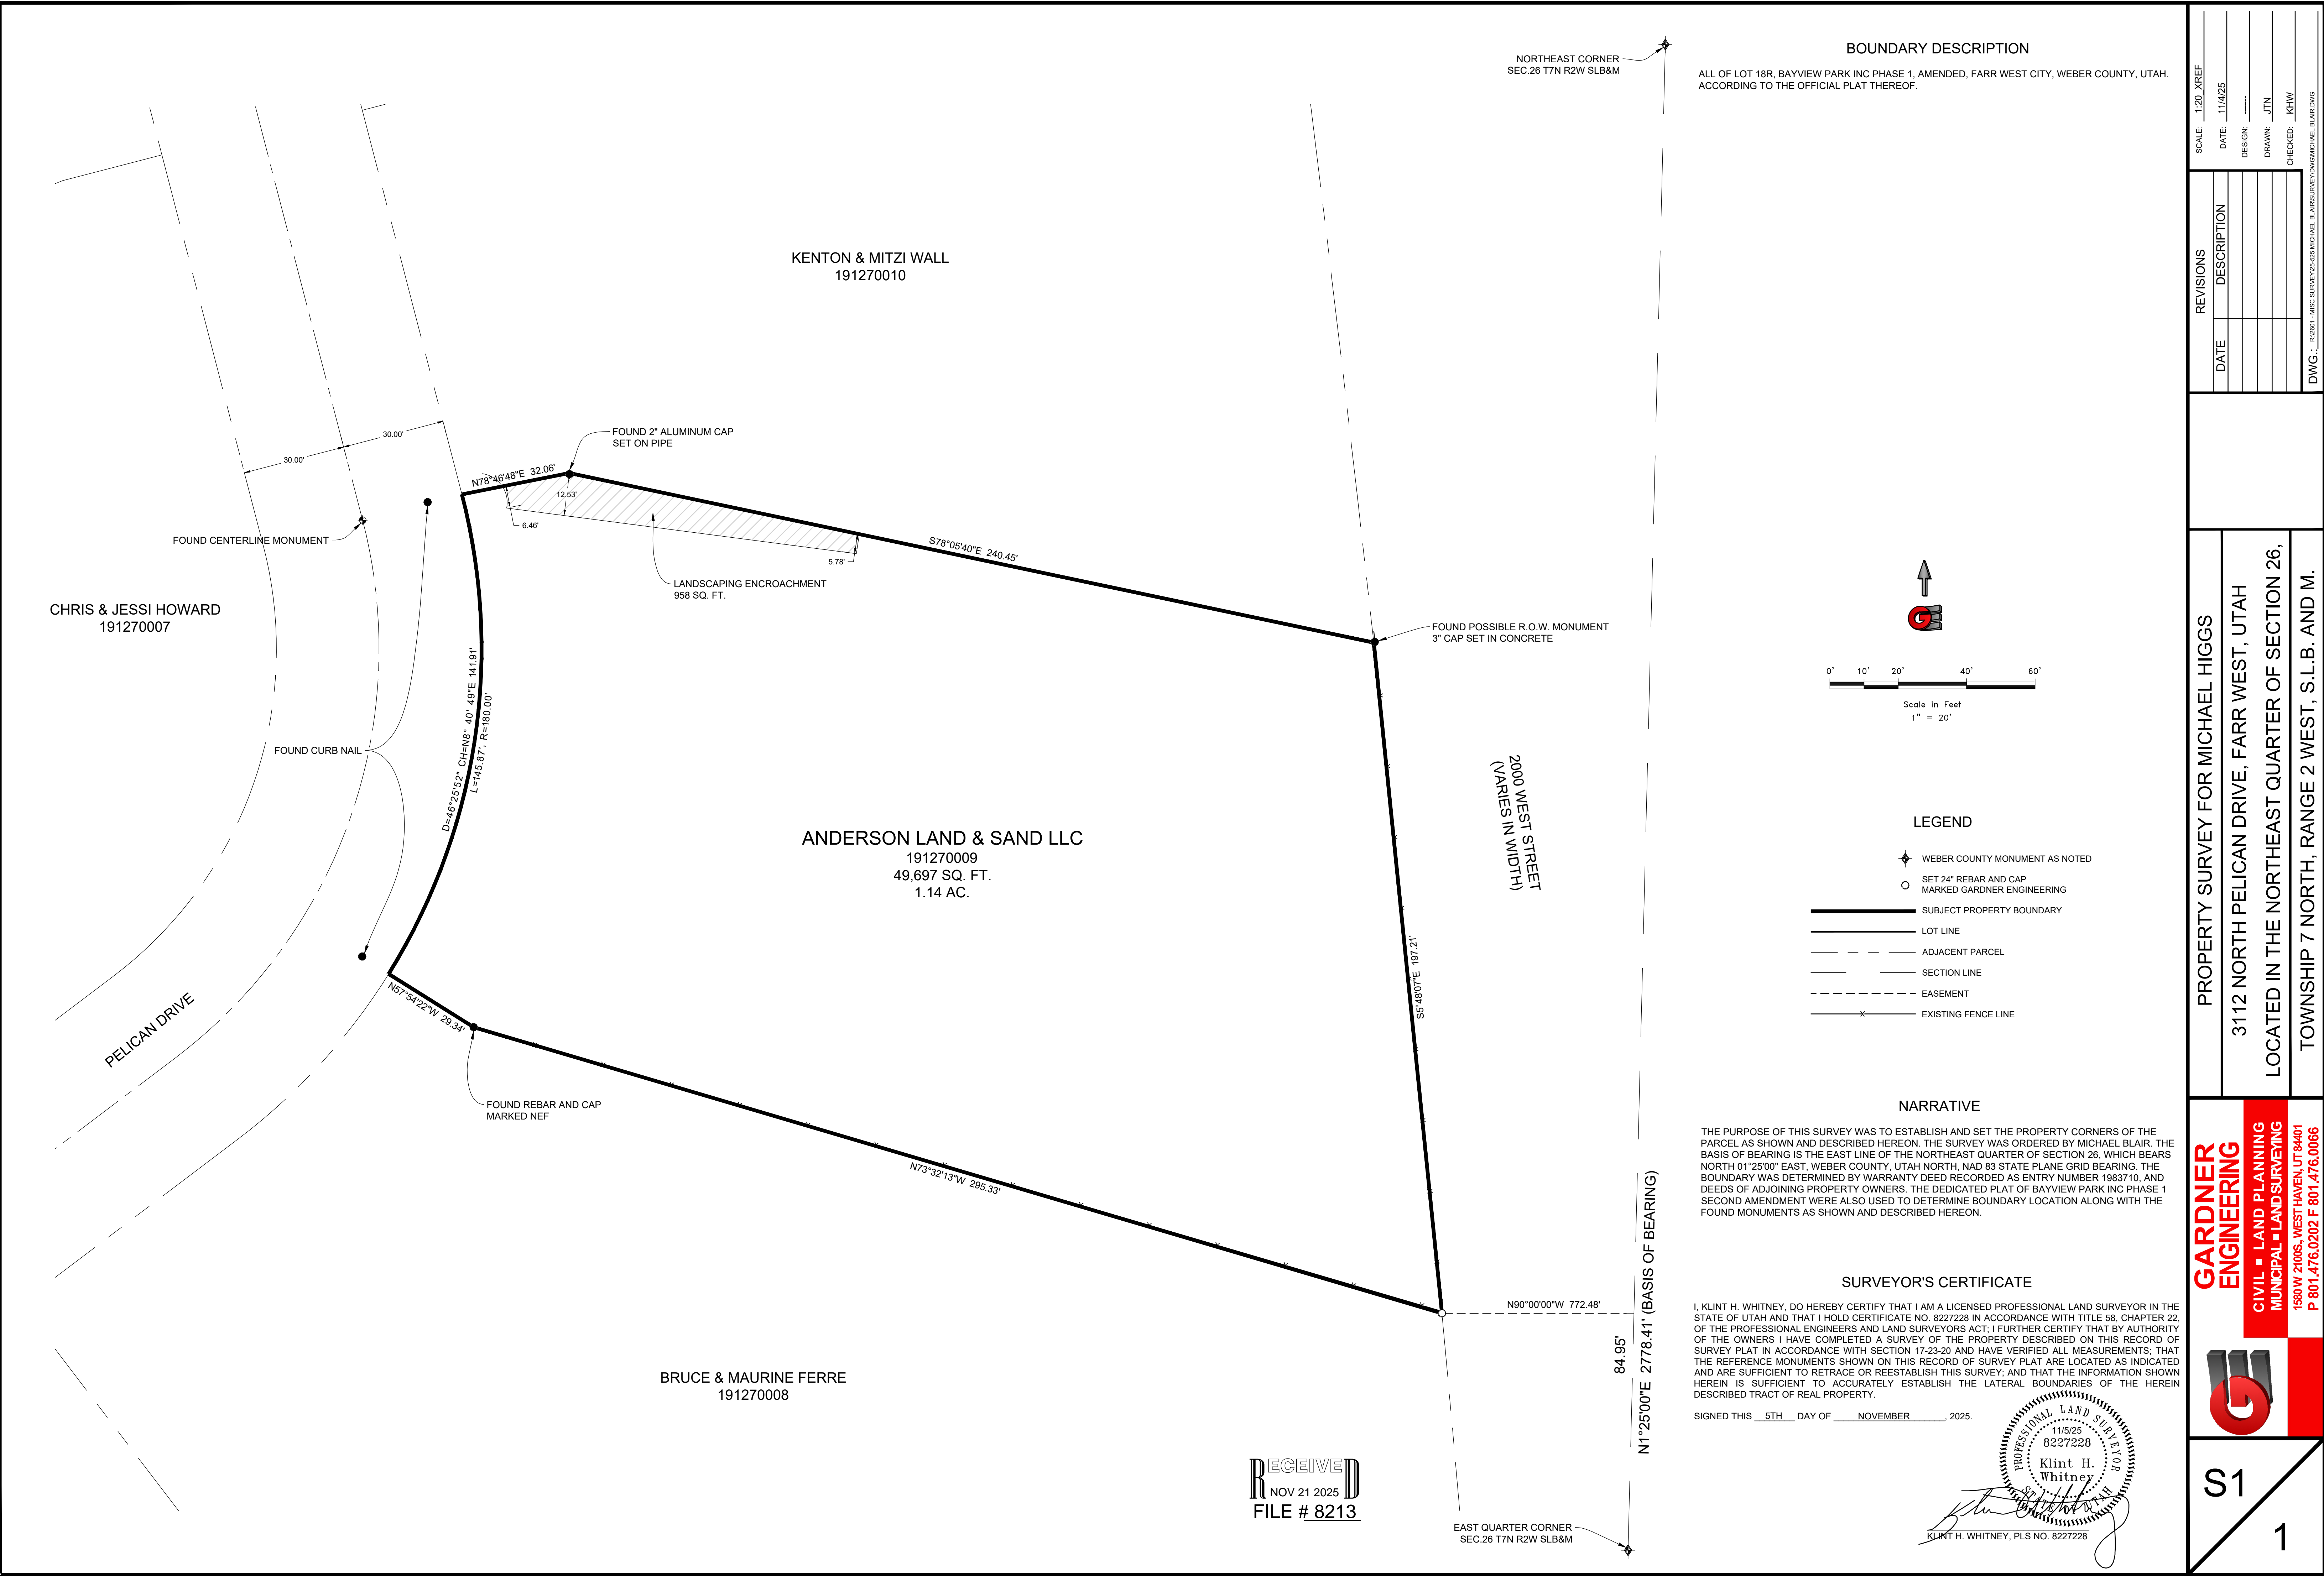 NORTHEAST CORNER
SEC.26 T7N R2W SLB&M
BOUNDARY DESCRIPTION
ALL OF LOT 18R, BAYVIEW PARK INC PHASE 1, AMENDED, FARR WEST CITY, WEBER COUNTY, UTAH.
ACCORDING TO THE OFFICIAL PLAT THEREOF.
KENTON & MITZI WALL
191270010
30.00'
30.00'
FOUND 2" ALUMINUM CAP
SET ON PIPE
N78°46'48"E 32.06'
12.53'
6.46'
FOUND CENTERLINE MONUMENT
S78°05'40"E 240.45'
5.78'
LANDSCAPING ENCROACHMENT
958 SQ. FT.
CHRIS & JESSI HOWARD
191270007
FOUND POSSIBLE R.O.W. MONUMENT
3" CAP SET IN CONCRETE
0' 10' 20' 40' 60'
Scale in Feet
1" = 20'
D=46°25'52" CH=N8° 40' 49"E 141.91'
L=145.87', R=180.00'
FOUND CURB NAIL
2000 WEST STREET
(VARIES IN WIDTH)
ANDERSON LAND & SAND LLC
191270009
49,697 SQ. FT.
1.14 AC.
LEGEND
WEBER COUNTY MONUMENT AS NOTED
SET 24" REBAR AND CAP
MARKED GARDNER ENGINEERING
SUBJECT PROPERTY BOUNDARY
LOT LINE
ADJACENT PARCEL
SECTION LINE
EASEMENT
EXISTING FENCE LINE
S5°48'07"E 197.21'
N57°54'22"W 29.34'
PELICAN DRIVE
FOUND REBAR AND CAP
MARKED NEF
N73°32'13"W 295.33'
NARRATIVE
THE PURPOSE OF THIS SURVEY WAS TO ESTABLISH AND SET THE PROPERTY CORNERS OF THE
PARCEL AS SHOWN AND DESCRIBED HEREON. THE SURVEY WAS ORDERED BY MICHAEL BLAIR. THE
BASIS OF BEARING IS THE EAST LINE OF THE NORTHEAST QUARTER OF SECTION 26, WHICH BEARS
NORTH 01°25'00" EAST, WEBER COUNTY, UTAH NORTH, NAD 83 STATE PLANE GRID BEARING. THE
BOUNDARY WAS DETERMINED BY WARRANTY DEED RECORDED AS ENTRY NUMBER 1983710, AND
DEEDS OF ADJOINING PROPERTY OWNERS. THE DEDICATED PLAT OF BAYVIEW PARK INC PHASE 1
SECOND AMENDMENT WERE ALSO USED TO DETERMINE BOUNDARY LOCATION ALONG WITH THE
FOUND MONUMENTS AS SHOWN AND DESCRIBED HEREON.
N90°00'00"W 772.48'
84.95'
N1°25'00"E 2778.41' (BASIS OF BEARING)
SURVEYOR'S CERTIFICATE
I, KLINT H. WHITNEY, DO HEREBY CERTIFY THAT I AM A LICENSED PROFESSIONAL LAND SURVEYOR IN THE
STATE OF UTAH AND THAT I HOLD CERTIFICATE NO. 8227228 IN ACCORDANCE WITH TITLE 58, CHAPTER 22,
OF THE PROFESSIONAL ENGINEERS AND LAND SURVEYORS ACT; I FURTHER CERTIFY THAT BY AUTHORITY
OF THE OWNERS I HAVE COMPLETED A SURVEY OF THE PROPERTY DESCRIBED ON THIS RECORD OF
SURVEY PLAT IN ACCORDANCE WITH SECTION 17-23-20 AND HAVE VERIFIED ALL MEASUREMENTS; THAT
THE REFERENCE MONUMENTS SHOWN ON THIS RECORD OF SURVEY PLAT ARE LOCATED AS INDICATED
AND ARE SUFFICIENT TO RETRACE OR REESTABLISH THIS SURVEY; AND THAT THE INFORMATION SHOWN
HEREIN IS SUFFICIENT TO ACCURATELY ESTABLISH THE LATERAL BOUNDARIES OF THE HEREIN
DESCRIBED TRACT OF REAL PROPERTY.
SIGNED THIS 5TH DAY OF NOVEMBER, 2025.
PROFESSIONAL LAND SURVEYOR
11/5/25
8227228
Klint H.
Whitney
STATE OF UTAH
KLINT H. WHITNEY, PLS NO. 8227228
BRUCE & MAURINE FERRE
191270008
RECEIVED
NOV 21 2025
FILE # 8213
EAST QUARTER CORNER
SEC.26 T7N R2W SLB&M
SCALE: 1:20_XREF
DATE: 11/4/25
DESIGN: ------
DRAWN: JTN
CHECKED: KHW
DWG.: R:\2601 - MISC SURVEY\25-525 MICHAEL BLAIR\SURVEY\DWG\MICHAEL BLAIR.DWG
REVISIONS
DATE DESCRIPTION
PROPERTY SURVEY FOR MICHAEL HIGGS
3112 NORTH PELICAN DRIVE, FARR WEST, UTAH
LOCATED IN THE NORTHEAST QUARTER OF SECTION 26,
TOWNSHIP 7 NORTH, RANGE 2 WEST, S.L.B. AND M.
GARDNER
ENGINEERING
CIVIL ■ LAND PLANNING
MUNICIPAL ■ LAND SURVEYING
1580 W 2100 S., WEST HAVEN, UT 84401
P 801.476.0202 F 801.476.0066
S1
1